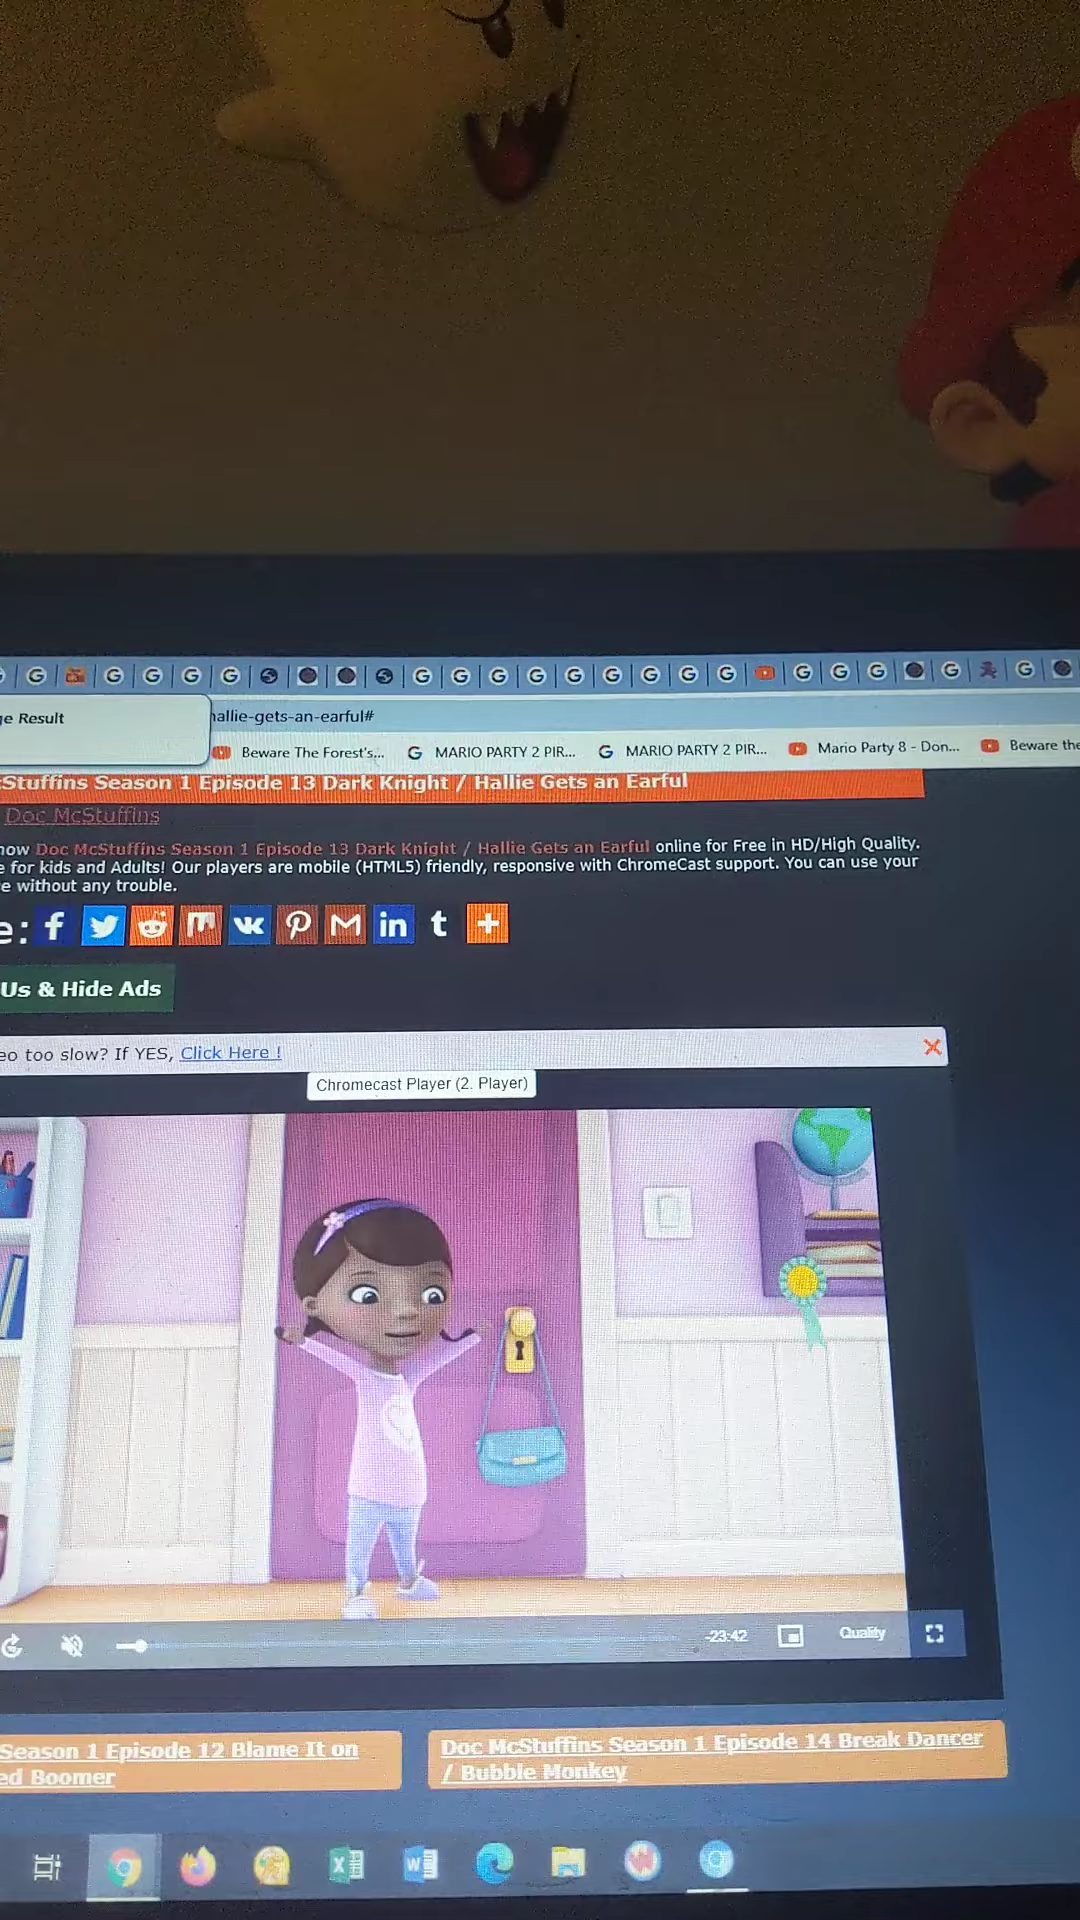 ge Result
hallie-gets-an-earful#
Beware The Forest's... MARIO PARTY 2 PIR... MARIO PARTY 2 PIR... Mario Party 8 - Don... Beware the
cStuffins Season 1 Episode 13 Dark Knight / Hallie Gets an Earful
Doc McStuffins
now Doc McStuffins Season 1 Episode 13 Dark Knight / Hallie Gets an Earful online for Free in HD/High Quality.
e for kids and Adults! Our players are mobile (HTML5) friendly, responsive with ChromeCast support. You can use your
e without any trouble.
e:
Us & Hide Ads
eo too slow? If YES, Click Here !
Chromecast Player (2. Player)
-23:42 Quality
Season 1 Episode 12 Blame It on
ed Boomer
Doc McStuffins Season 1 Episode 14 Break Dancer
/ Bubble Monkey